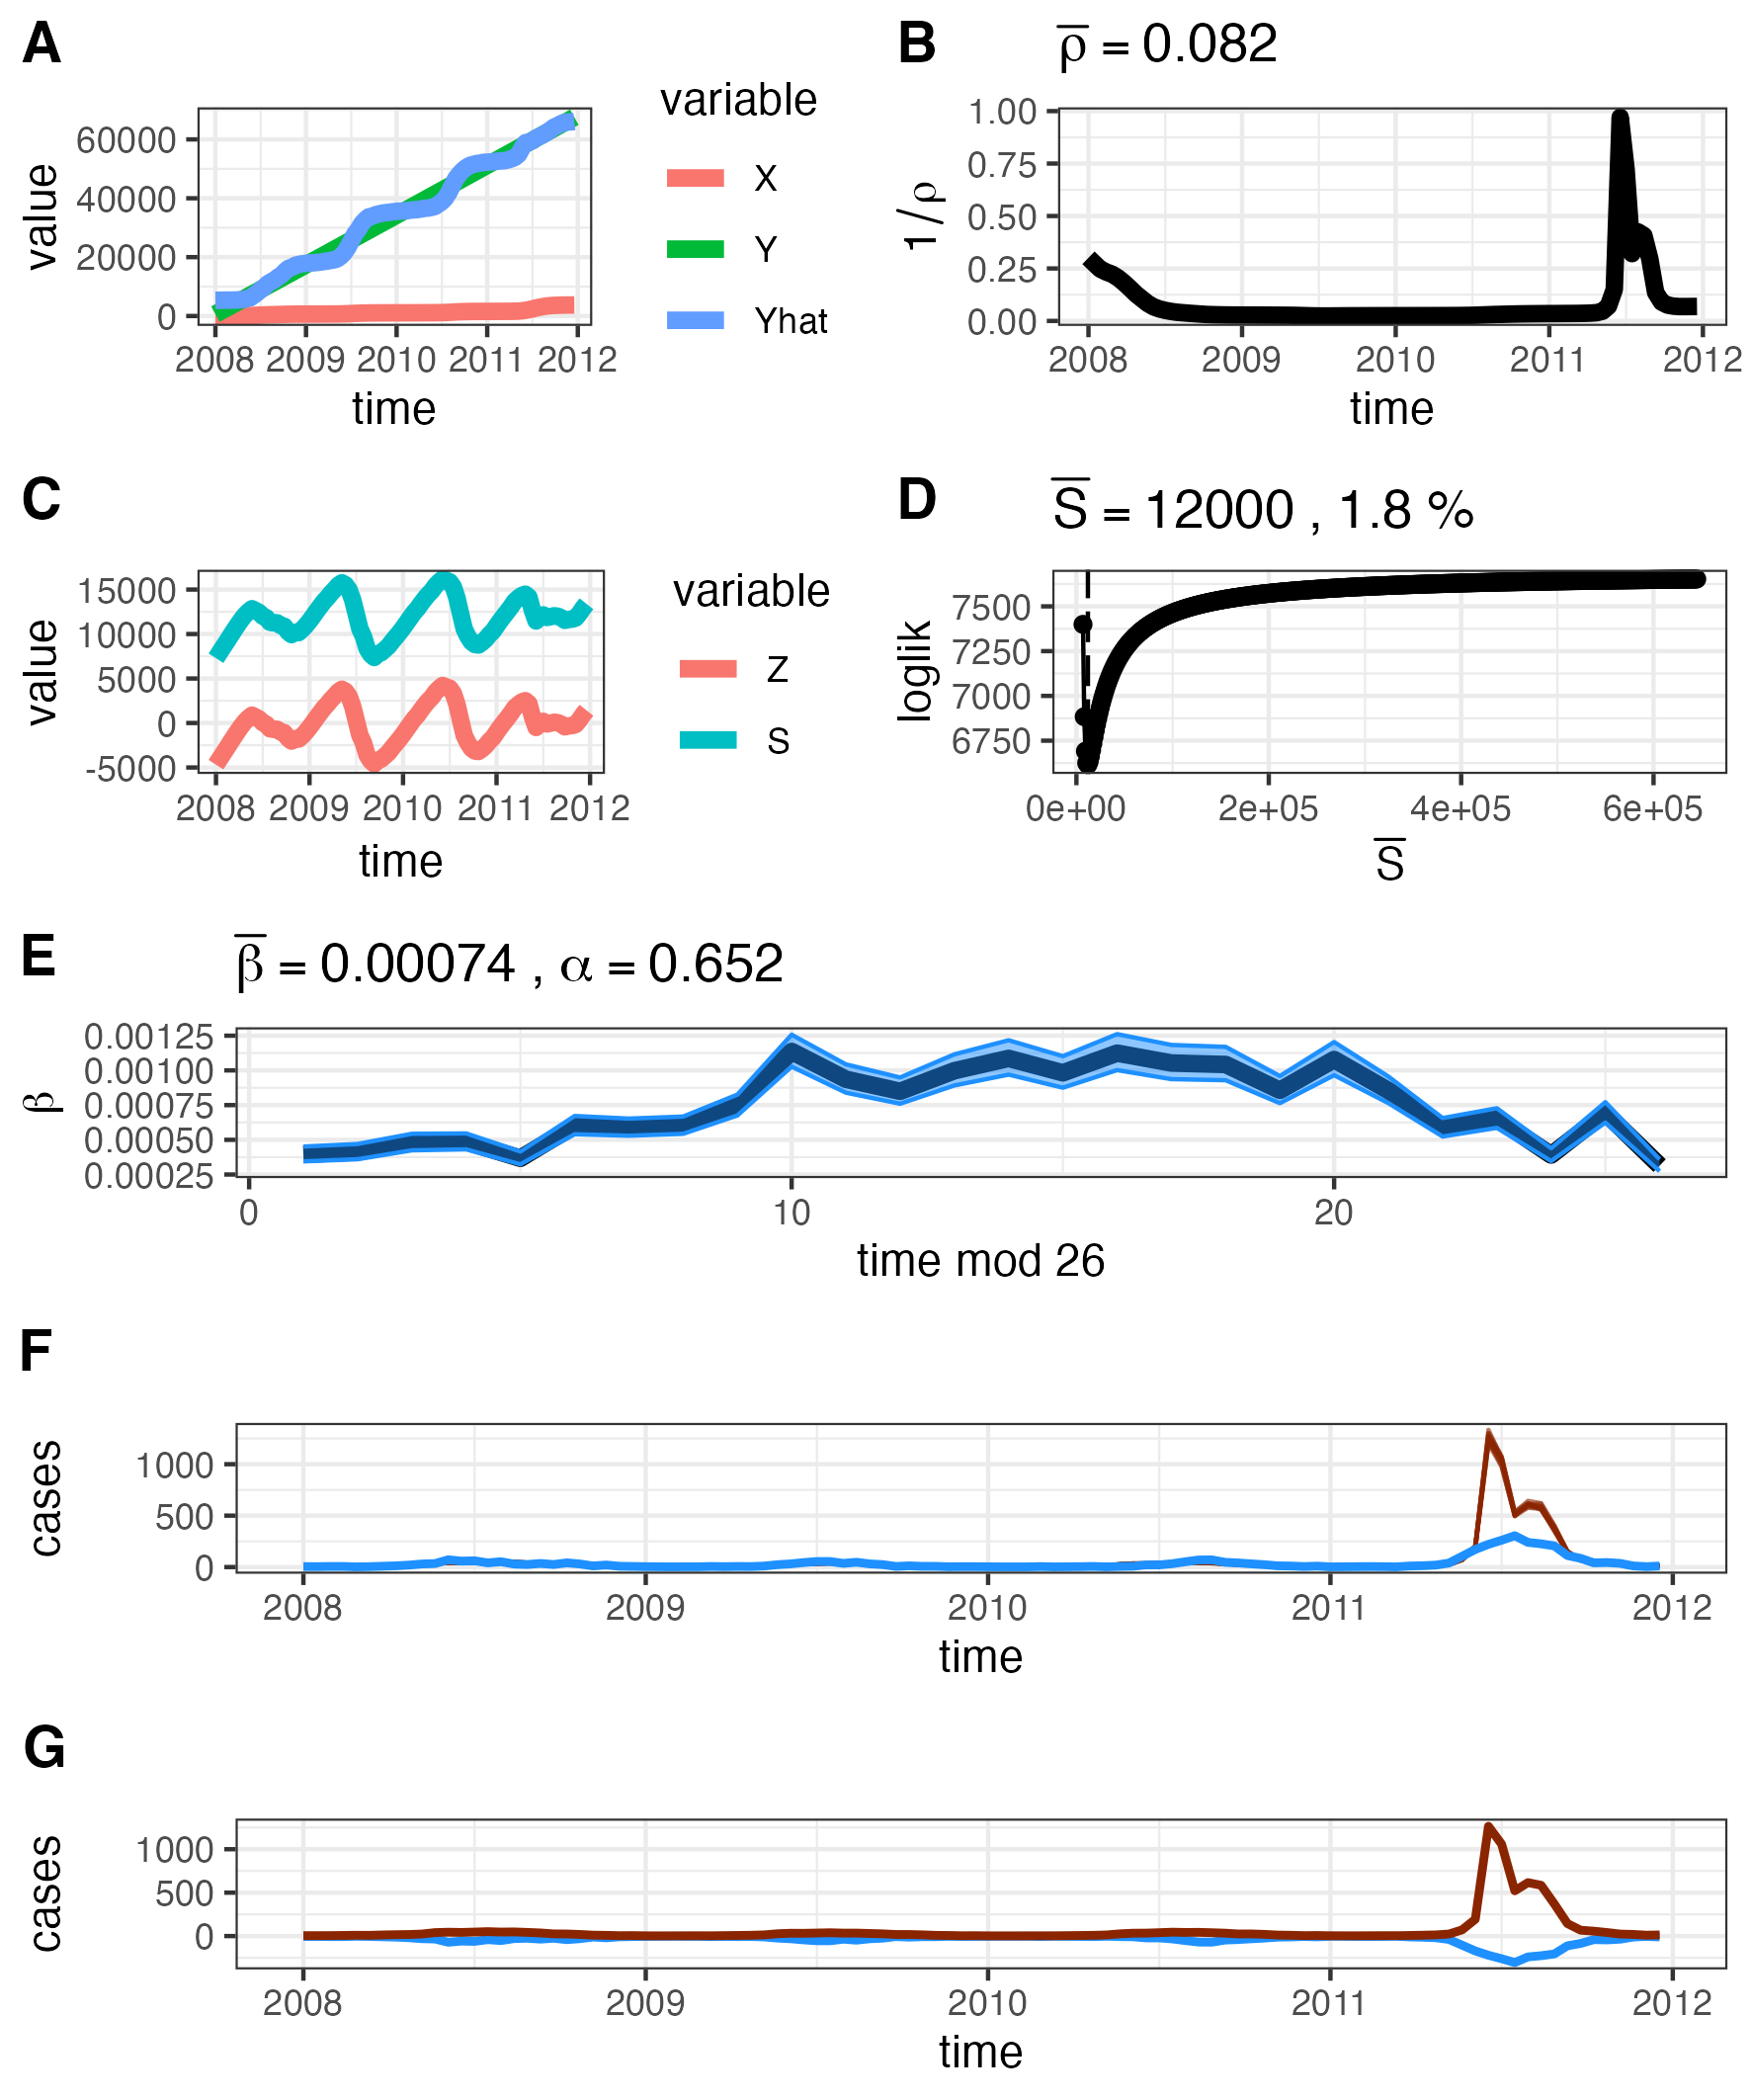 A
variable
X
Y
Yhat
value
60000
40000
20000
0
2008 2009 2010 2011 2012
time
B
ρ̅ = 0.082
1/ρ
1.00
0.75
0.50
0.25
0.00
2008 2009 2010 2011 2012
time
C
variable
Z
S
value
15000
10000
5000
0
-5000
2008 2009 2010 2011 2012
time
D
S̅ = 12000 , 1.8 %
loglik
7500
7250
7000
6750
0e+00 2e+05 4e+05 6e+05
S̅
E
β̅ = 0.00074 , α = 0.652
β
0.00125
0.00100
0.00075
0.00050
0.00025
0 10 20
time mod 26
F
cases
1000
500
0
2008 2009 2010 2011 2012
time
G
cases
1000
500
0
2008 2009 2010 2011 2012
time